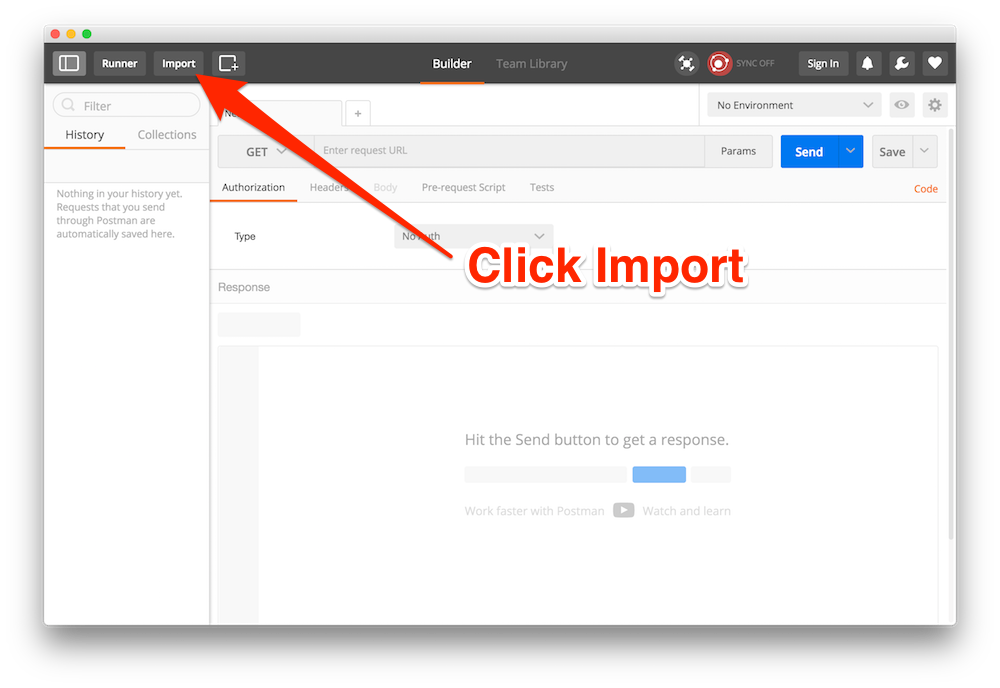 Runner
Import
Builder
Team Library
SYNC OFF
Sign In
Filter
No Environment
History
Collections
GET
Enter request URL
Params
Send
Save
Nothing in your history yet.
Requests that you send
through Postman are
automatically saved here.
Authorization
Headers
Body
Pre-request Script
Tests
Code
Type
No Auth
Click Import
Response
Hit the Send button to get a response.
Work faster with Postman
Watch and learn